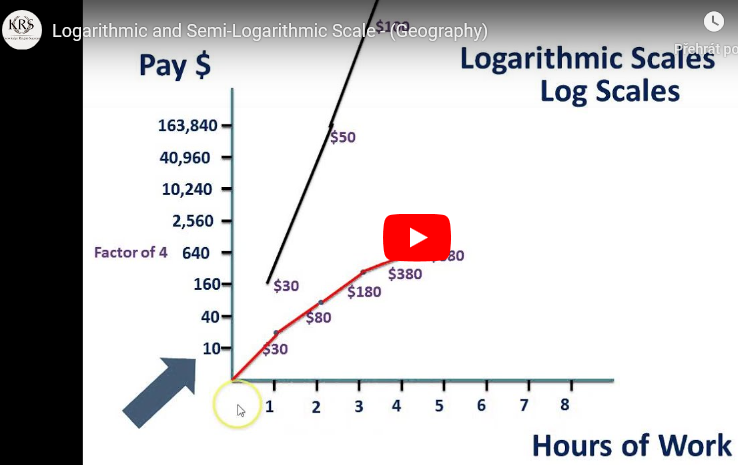 KRS
Logarithmic and Semi-Logarithmic Scale - (Geography)
Přehrát
Pay $
Logarithmic Scales
Log Scales
163,840
40,960
10,240
2,560
Factor of 4 640
160
40
10
$50
$30
$380
$180
$80
$30
1 2 3 4 5 6 7 8
Hours of Work